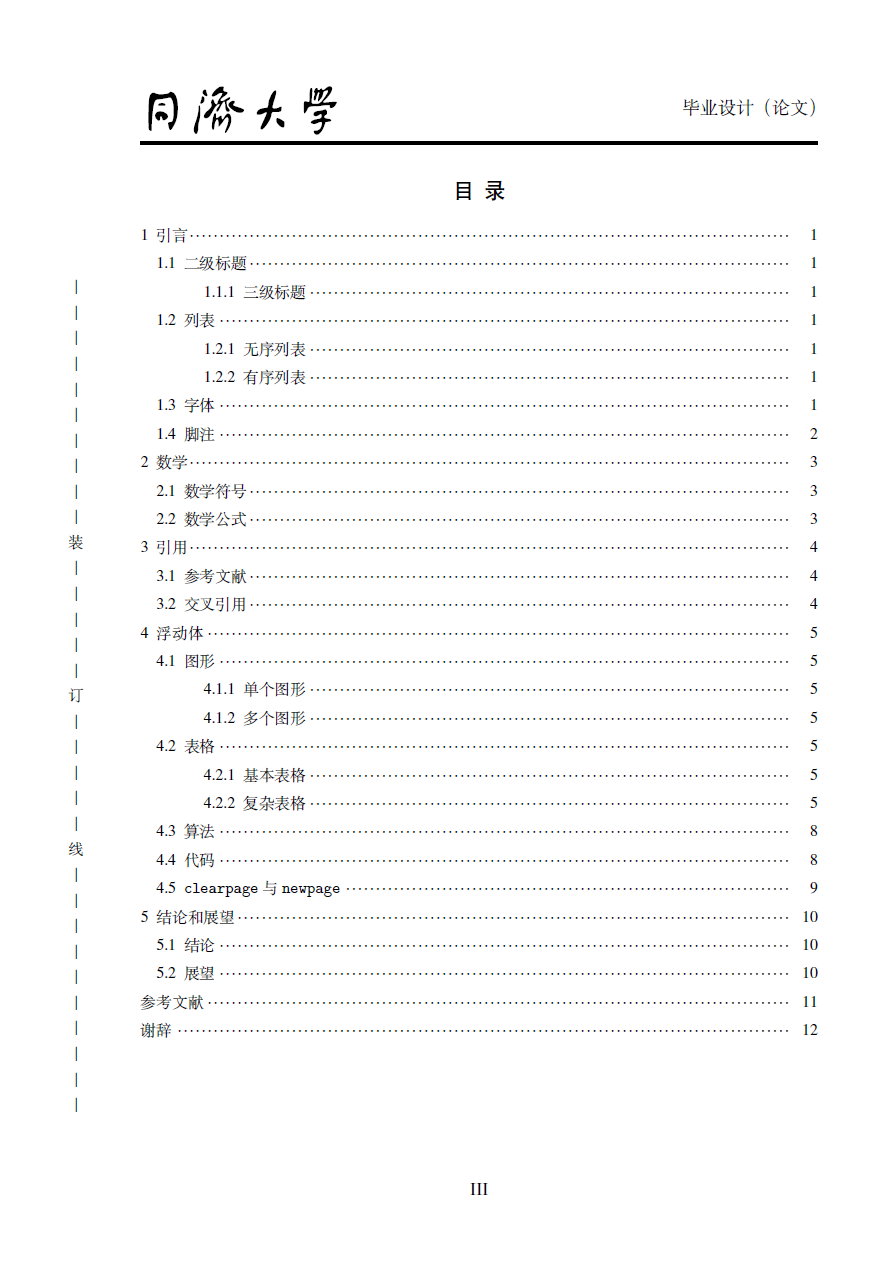 同濟大学
毕业设计（论文）
目 录
1 引言 1
1.1 二级标题 1
1.1.1 三级标题 1
1.2 列表 1
1.2.1 无序列表 1
1.2.2 有序列表 1
1.3 字体 1
1.4 脚注 2
2 数学 3
2.1 数学符号 3
2.2 数学公式 3
3 引用 4
3.1 参考文献 4
3.2 交叉引用 4
4 浮动体 5
4.1 图形 5
4.1.1 单个图形 5
4.1.2 多个图形 5
4.2 表格 5
4.2.1 基本表格 5
4.2.2 复杂表格 5
4.3 算法 8
4.4 代码 8
4.5 clearpage 与 newpage 9
5 结论和展望 10
5.1 结论 10
5.2 展望 10
参考文献 11
谢辞 12
装
订
线
III